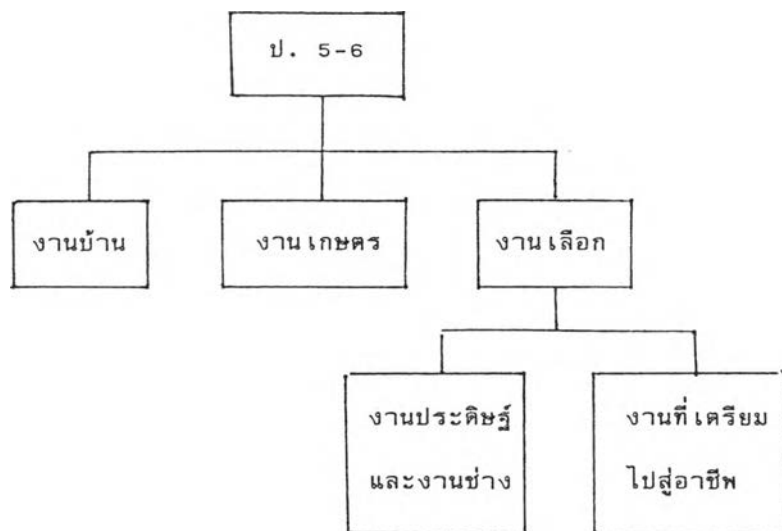 ป. 5-6
งานบ้าน
งานเกษตร
งานเลือก
งานประดิษฐ์
และงานช่าง
งานที่เตรียม
ไปสู่อาชีพ